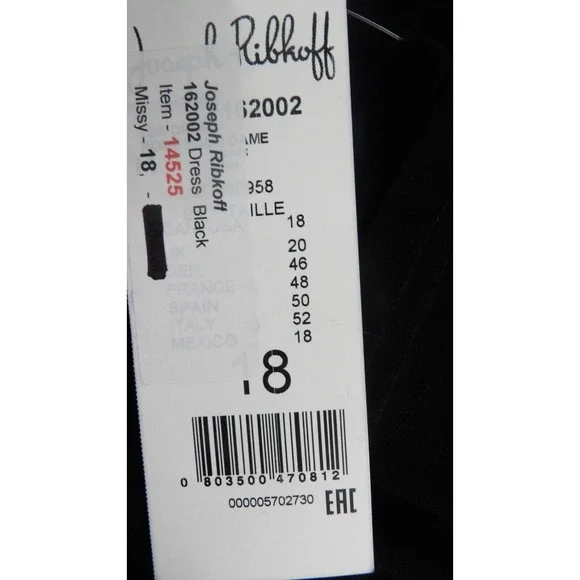 Joseph Ribkoff
162002 Dress Black
Item - 14525
Missy - 18, -
Ribkoff
62002
AME
958
ILLE
18
20
46
48
FRANCE 50
SPAIN 52
ITALY
MEXICO 18
18
0 803500 470812
000005702730
EAC